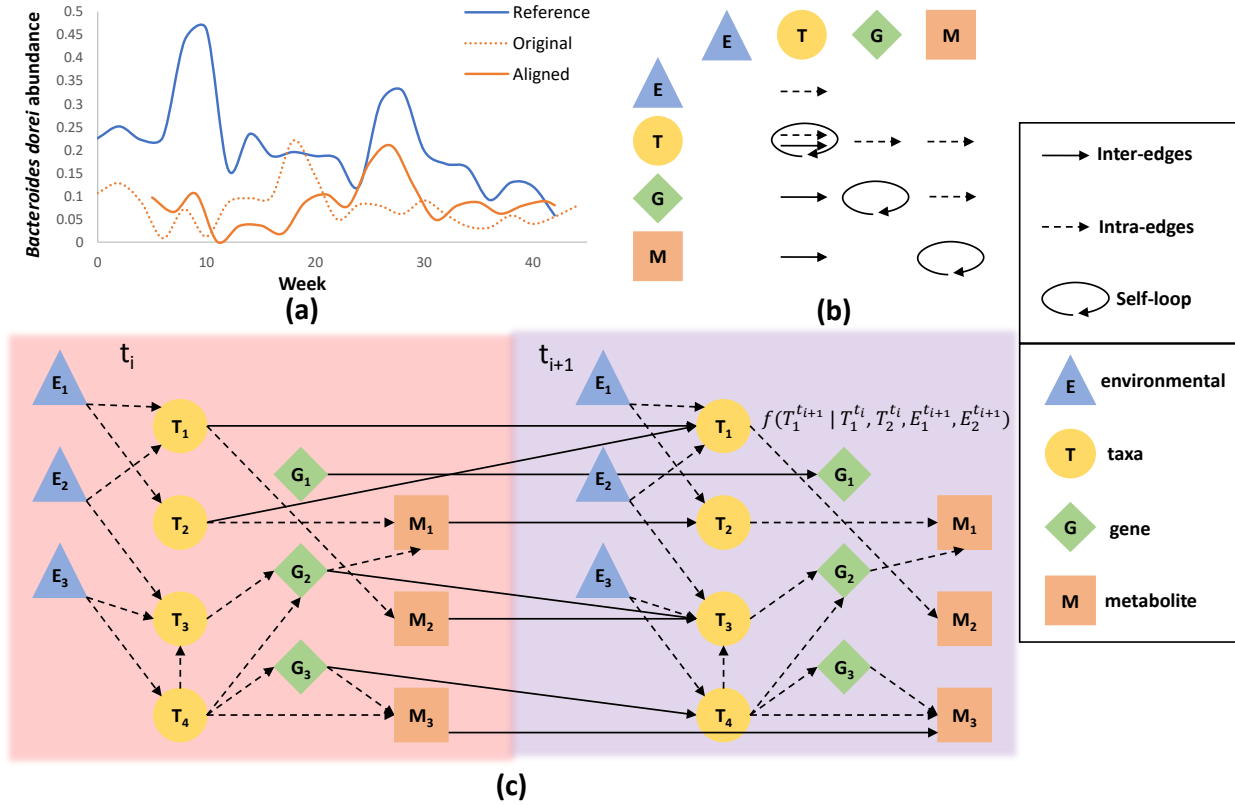 0.5
0.45
0.4
0.35
0.3
0.25
0.2
0.15
0.1
0.05
0
Bacteroides dorei abundance
Reference
Original
Aligned
0 10 20 30 40
Week
(a)
E T G M
E
T
G
M
(b)
Inter-edges
Intra-edges
Self-loop
E environmental
T taxa
G gene
M metabolite
t_i
E_1
T_1
E_2
G_1
T_2
M_1
E_3
G_2
T_3
M_2
G_3
T_4
M_3
t_{i+1}
E_1
T_1
f(T_1^{t_{i+1}} | T_1^{t_i}, T_2^{t_i}, E_1^{t_{i+1}}, E_2^{t_{i+1}})
E_2
G_1
T_2
M_1
E_3
G_2
T_3
M_2
G_3
T_4
M_3
(c)